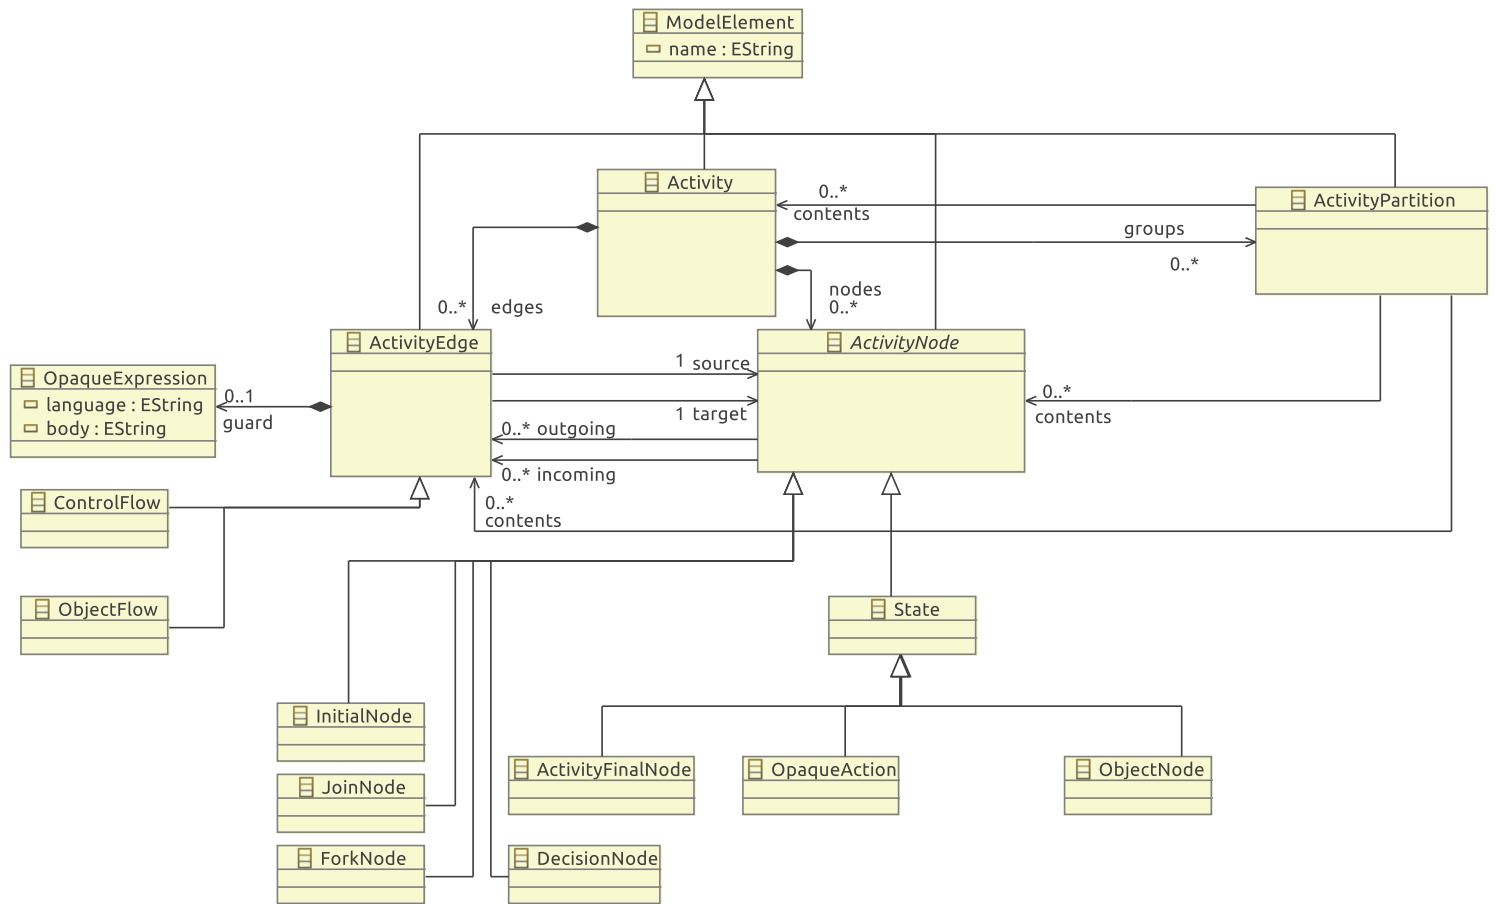 ModelElement
name : EString
Activity
0..*
contents
ActivityPartition
groups
0..*
nodes
0..*
0..* edges
ActivityEdge
ActivityNode
1 source
OpaqueExpression
language : EString
body : EString
0..1
guard
1 target
0..*
contents
0..* outgoing
0..* incoming
0..*
contents
ControlFlow
ObjectFlow
State
InitialNode
ActivityFinalNode
OpaqueAction
ObjectNode
JoinNode
ForkNode
DecisionNode